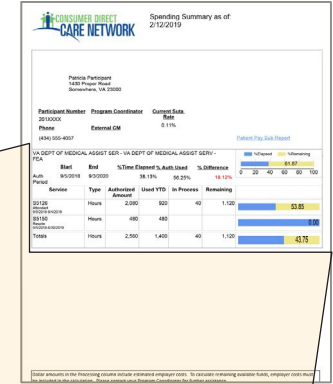 CONSUMER DIRECT
CARE NETWORK
Spending Summary as of
2/12/2019
Patricia Participant
1400 Proper Road
Somewhere, VA 23000
Participant Number Program Coordinator Current Suta Rate
201XXXX 0.11%
Phone External CM
(434) 555-4057 Patient Pay Sub Report
VA DEPT OF MEDICAL ASSIST SER - VA DEPT OF MEDICAL ASSIST SERV - FEA
%Elapsed %Remaining
Start End %Time Elapsed % Auth Used % Difference
Auth Period 9/5/2018 9/3/2020 38.13% 56.25% 18.12%
61.87
0 20 40 60 80 100
Service Type Authorized Amount Used YTD In Process Remaining
S5126 Hours 2,080 920 40 1,120 53.85
Attended
S5150 Hours 480 480 0.00
Respite
Totals Hours 2,560 1,400 40 1,120 43.75
Dollar amounts in the Processing column include estimated employer costs. To calculate remaining available funds, employer costs must
be included in the calculation. Please contact your Program Coordinator for further assistance.